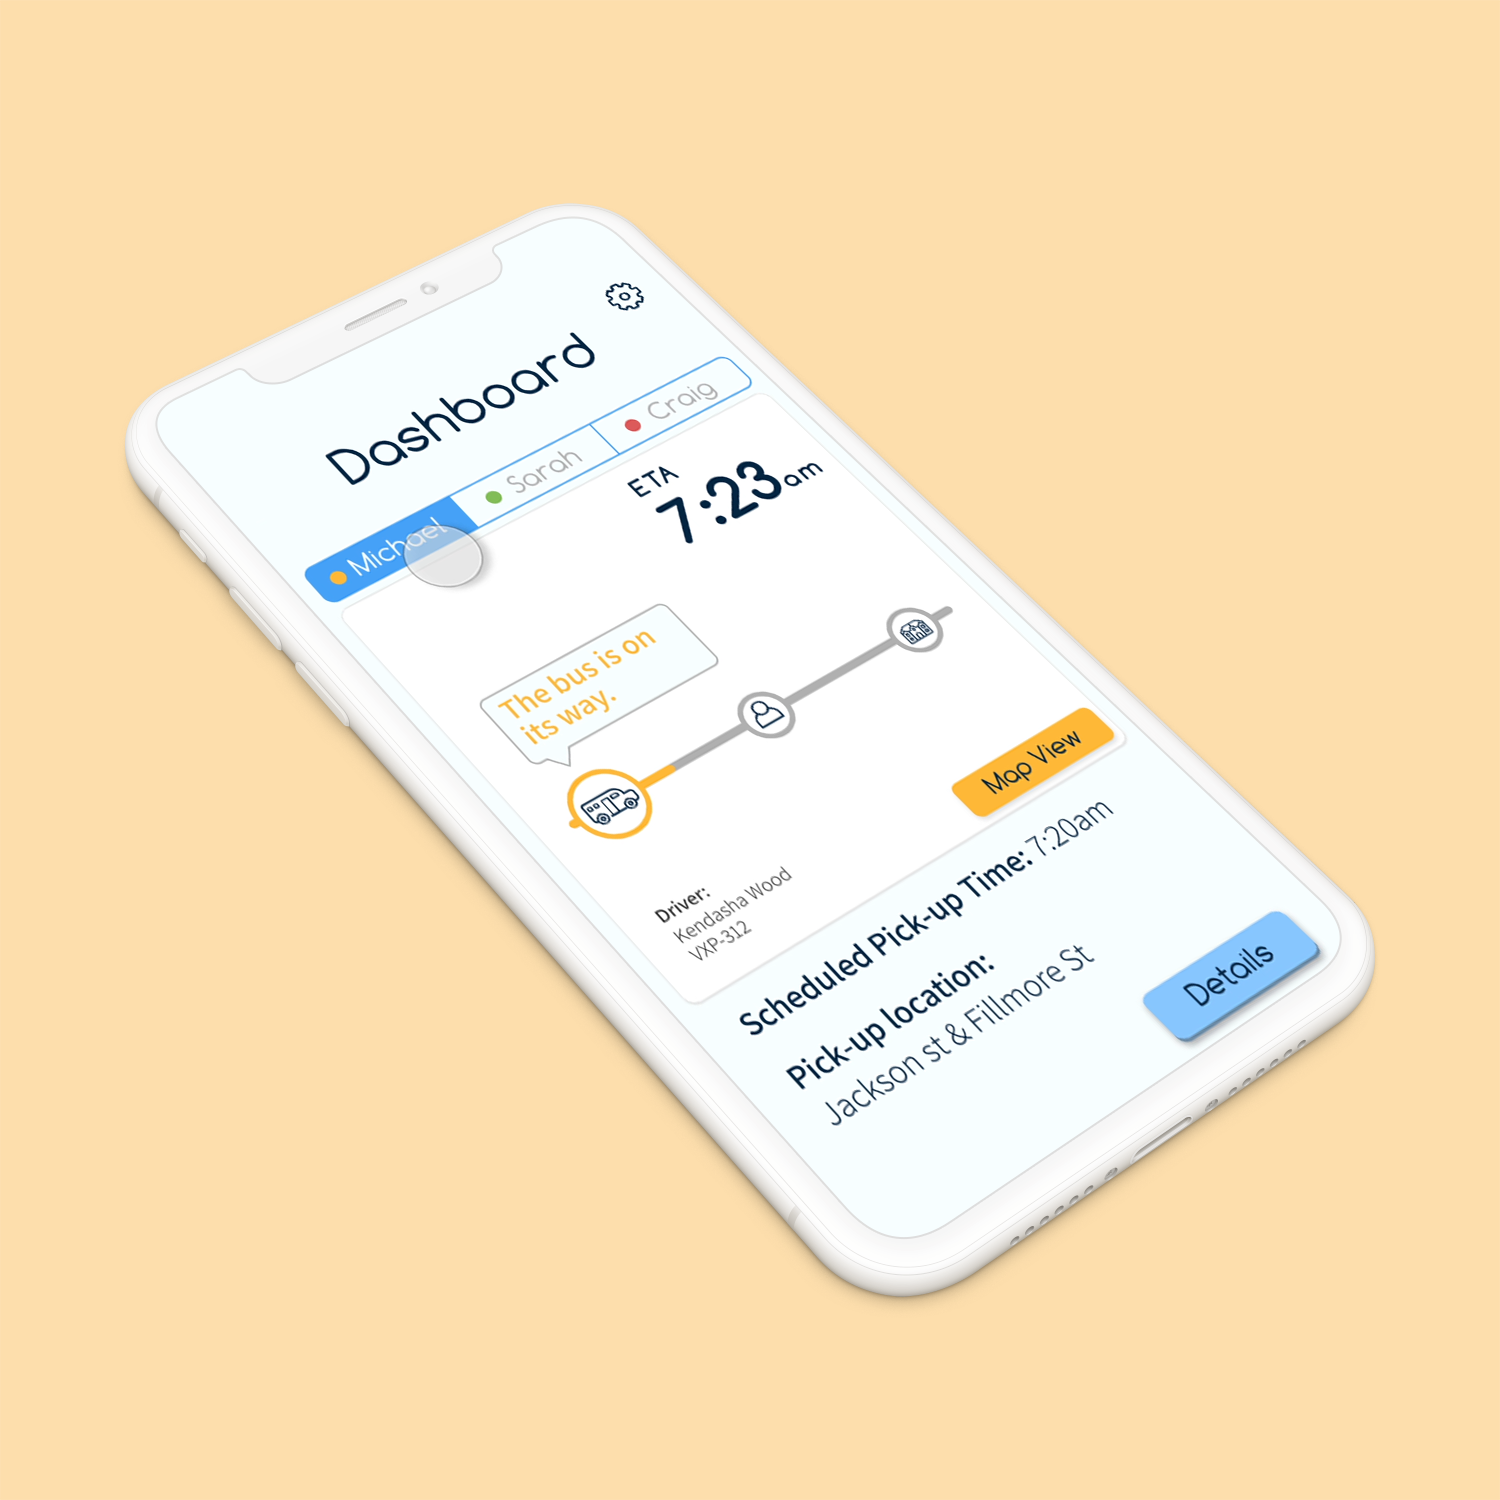 Dashboard
Michael
Sarah
Craig
ETA
7:23am
The bus is on
its way.
Map View
Driver:
Kendasha Wood
VXP-312
Scheduled Pick-up Time: 7:20am
Pick-up location:
Jackson st & Fillmore St
Details